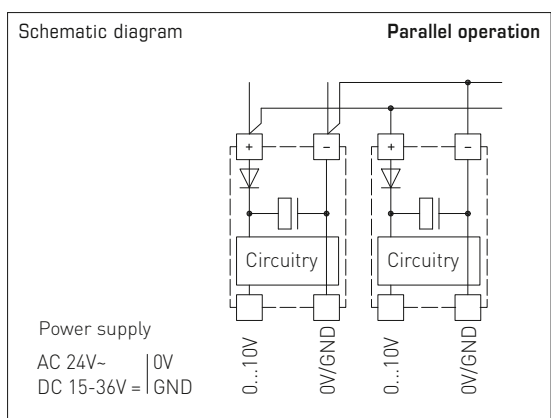 Schematic diagram
Parallel operation
+ − + −
Circuitry Circuitry
Power supply
AC 24V~ 0V
DC 15-36V = GND
0...10V
0V/GND
0...10V
0V/GND